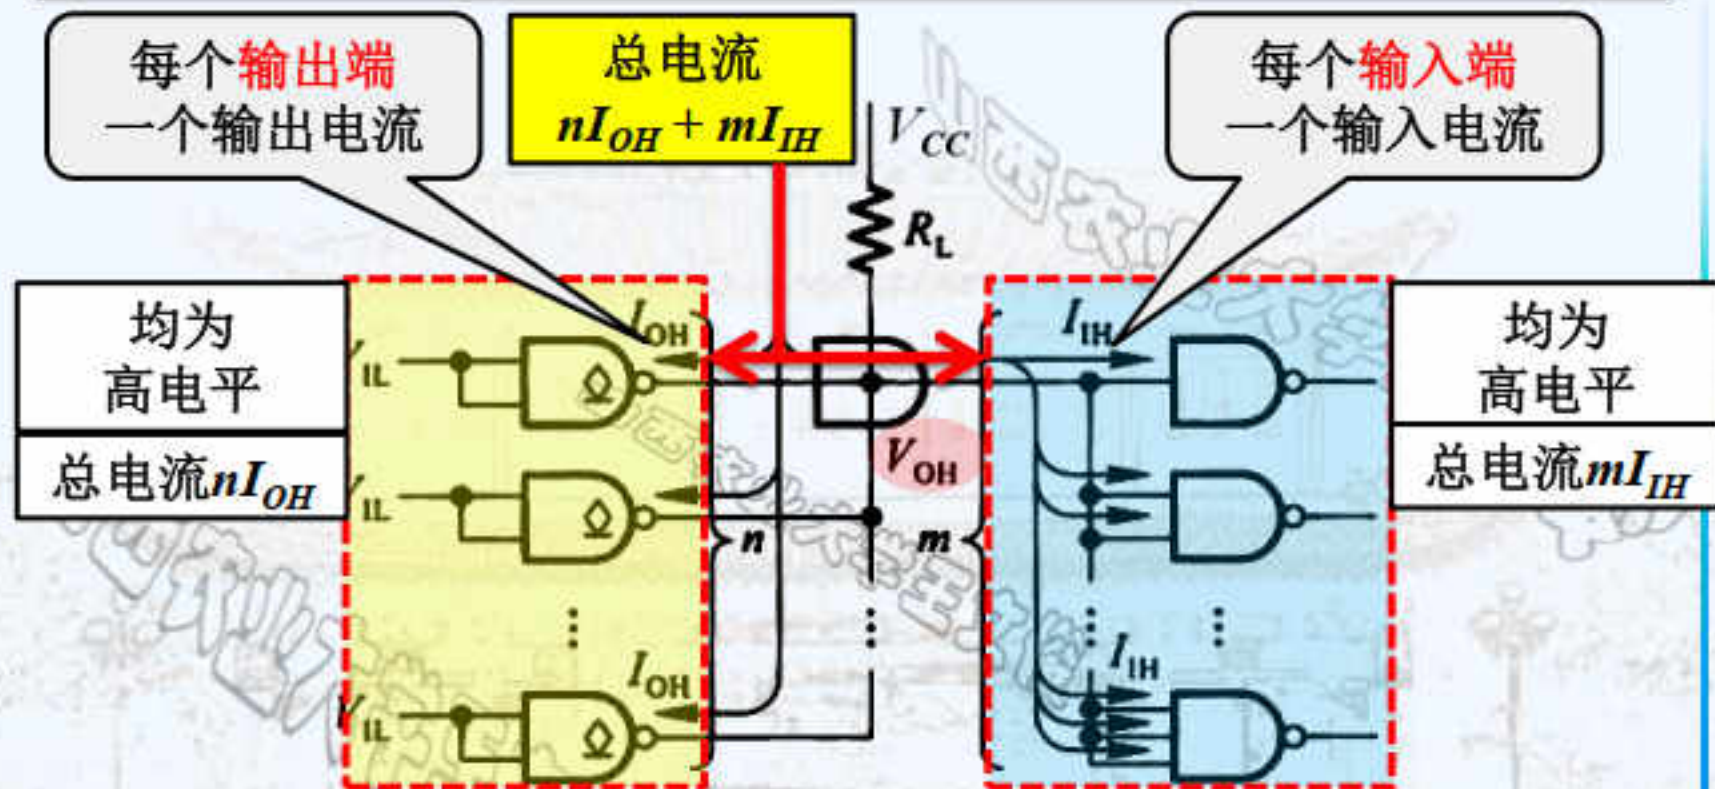 每个输出端
一个输出电流
总电流
nI_OH + mI_IH
每个输入端
一个输入电流
V_CC
R_L
均为
高电平
总电流nI_OH
I_OH
IL
IL
V_IL
I_OH
n
V_OH
m
I_IH
I_IH
均为
高电平
总电流mI_IH